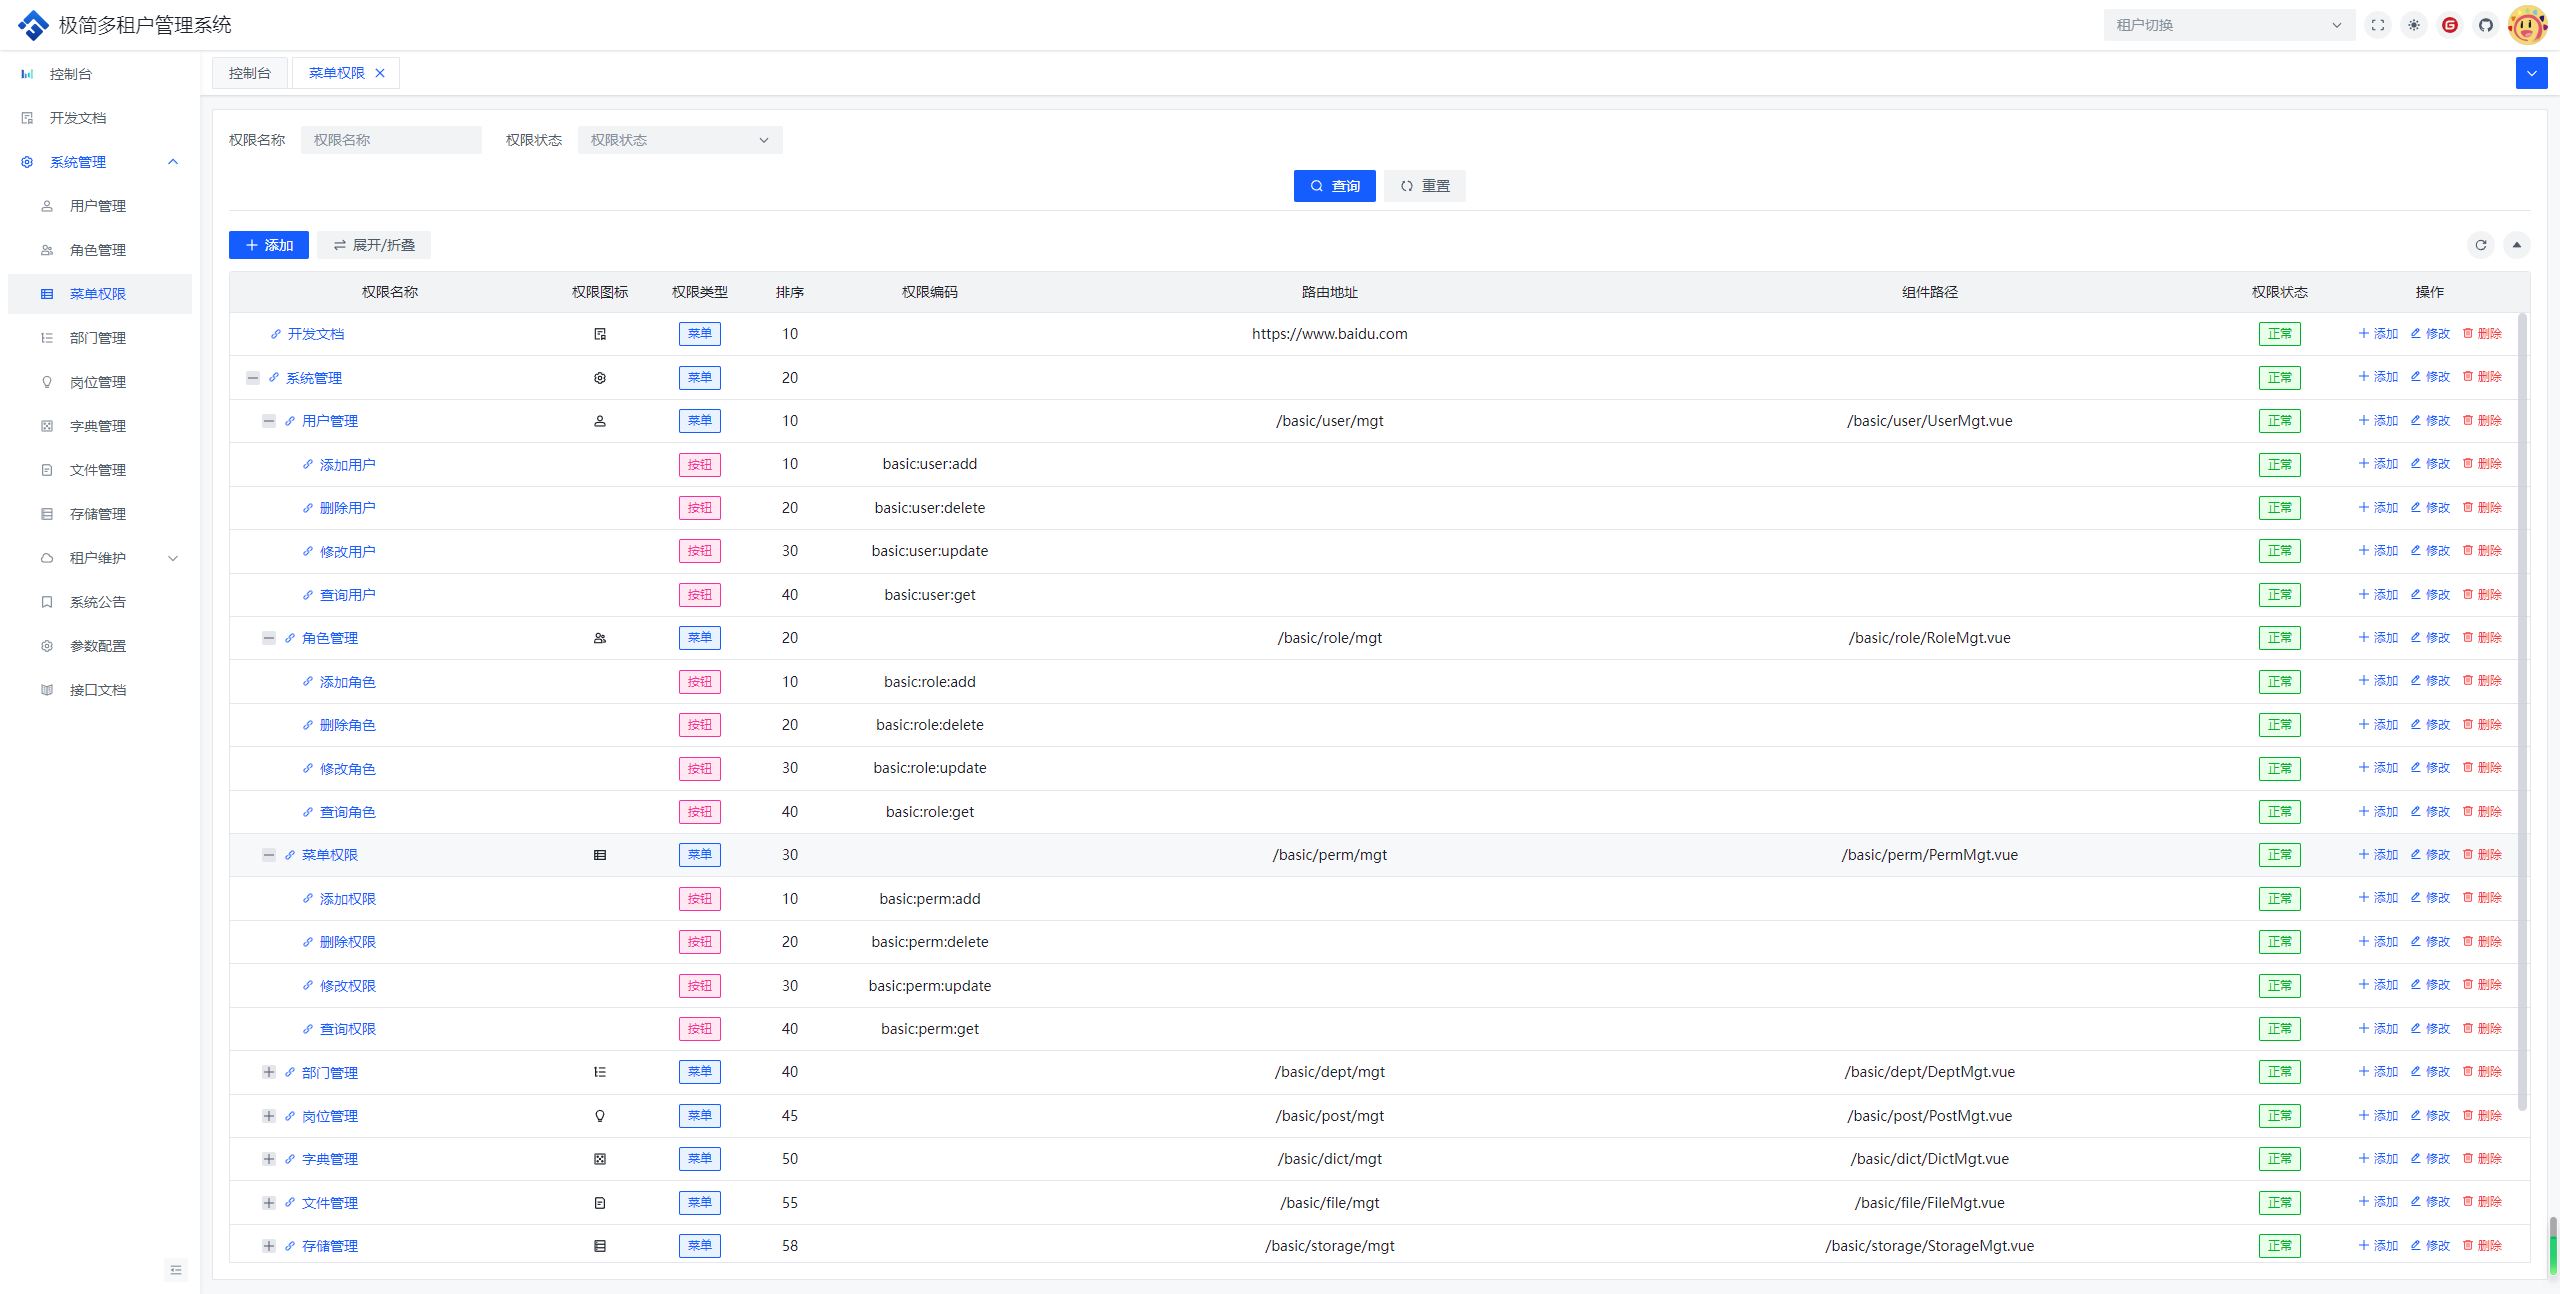 极简多租户管理系统
租户切换
控制台
开发文档
系统管理
用户管理
角色管理
菜单权限
部门管理
岗位管理
字典管理
文件管理
存储管理
租户维护
系统公告
参数配置
接口文档
控制台 菜单权限
权限名称 权限名称 权限状态 权限状态
查询 重置
添加 展开/折叠
权限名称 权限图标 权限类型 排序 权限编码 路由地址 组件路径 权限状态 操作
开发文档 菜单 10 https://www.baidu.com 正常 添加 修改 删除
系统管理 菜单 20 正常 添加 修改 删除
用户管理 菜单 10 /basic/user/mgt /basic/user/UserMgt.vue 正常 添加 修改 删除
添加用户 按钮 10 basic:user:add 正常 添加 修改 删除
删除用户 按钮 20 basic:user:delete 正常 添加 修改 删除
修改用户 按钮 30 basic:user:update 正常 添加 修改 删除
查询用户 按钮 40 basic:user:get 正常 添加 修改 删除
角色管理 菜单 20 /basic/role/mgt /basic/role/RoleMgt.vue 正常 添加 修改 删除
添加角色 按钮 10 basic:role:add 正常 添加 修改 删除
删除角色 按钮 20 basic:role:delete 正常 添加 修改 删除
修改角色 按钮 30 basic:role:update 正常 添加 修改 删除
查询角色 按钮 40 basic:role:get 正常 添加 修改 删除
菜单权限 菜单 30 /basic/perm/mgt /basic/perm/PermMgt.vue 正常 添加 修改 删除
添加权限 按钮 10 basic:perm:add 正常 添加 修改 删除
删除权限 按钮 20 basic:perm:delete 正常 添加 修改 删除
修改权限 按钮 30 basic:perm:update 正常 添加 修改 删除
查询权限 按钮 40 basic:perm:get 正常 添加 修改 删除
部门管理 菜单 40 /basic/dept/mgt /basic/dept/DeptMgt.vue 正常 添加 修改 删除
岗位管理 菜单 45 /basic/post/mgt /basic/post/PostMgt.vue 正常 添加 修改 删除
字典管理 菜单 50 /basic/dict/mgt /basic/dict/DictMgt.vue 正常 添加 修改 删除
文件管理 菜单 55 /basic/file/mgt /basic/file/FileMgt.vue 正常 添加 修改 删除
存储管理 菜单 58 /basic/storage/mgt /basic/storage/StorageMgt.vue 正常 添加 修改 删除